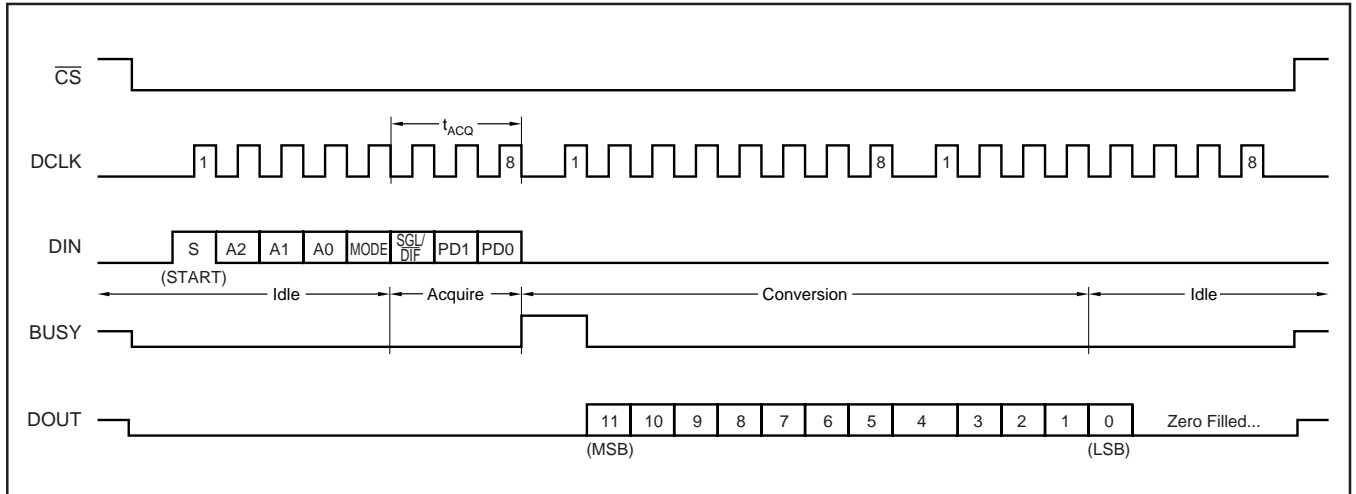 CS
tACQ
DCLK 1 8 1 8 1 8
DIN S A2 A1 A0 MODE SGL/DIF PD1 PD0
(START)
Idle Acquire Conversion Idle
BUSY
DOUT 11 10 9 8 7 6 5 4 3 2 1 0 Zero Filled...
(MSB) (LSB)